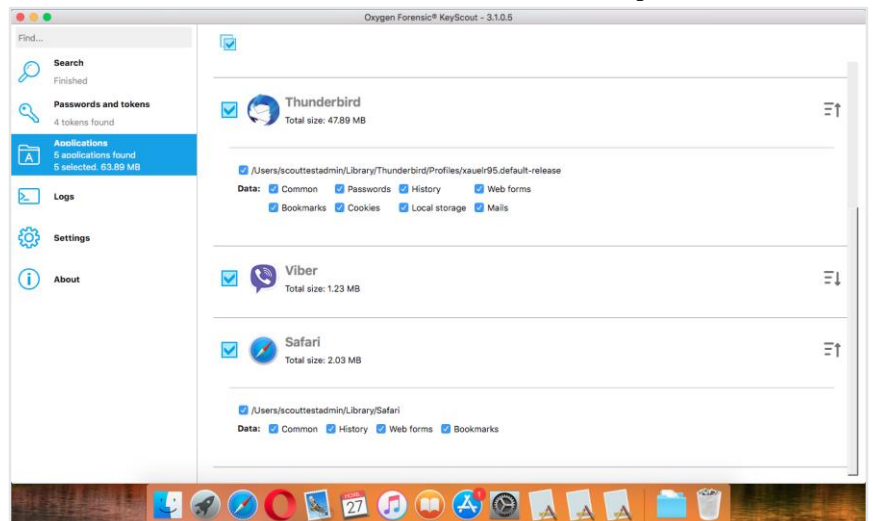 Oxygen Forensic® KeyScout - 3.1.0.5
Find...
Search
Finished
Passwords and tokens
4 tokens found
Applications
5 applications found
5 selected. 63.89 MB
Logs
Settings
About
Thunderbird
Total size: 47.89 MB
/Users/scouttestadmin/Library/Thunderbird/Profiles/xauelr95.default-release
Data: Common Passwords History Web forms
Bookmarks Cookies Local storage Mails
Viber
Total size: 1.23 MB
Safari
Total size: 2.03 MB
/Users/scouttestadmin/Library/Safari
Data: Common History Web forms Bookmarks
27